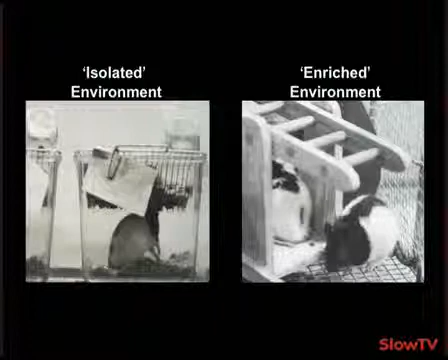 ‘Isolated’
Environment
‘Enriched’
Environment
SlowTV